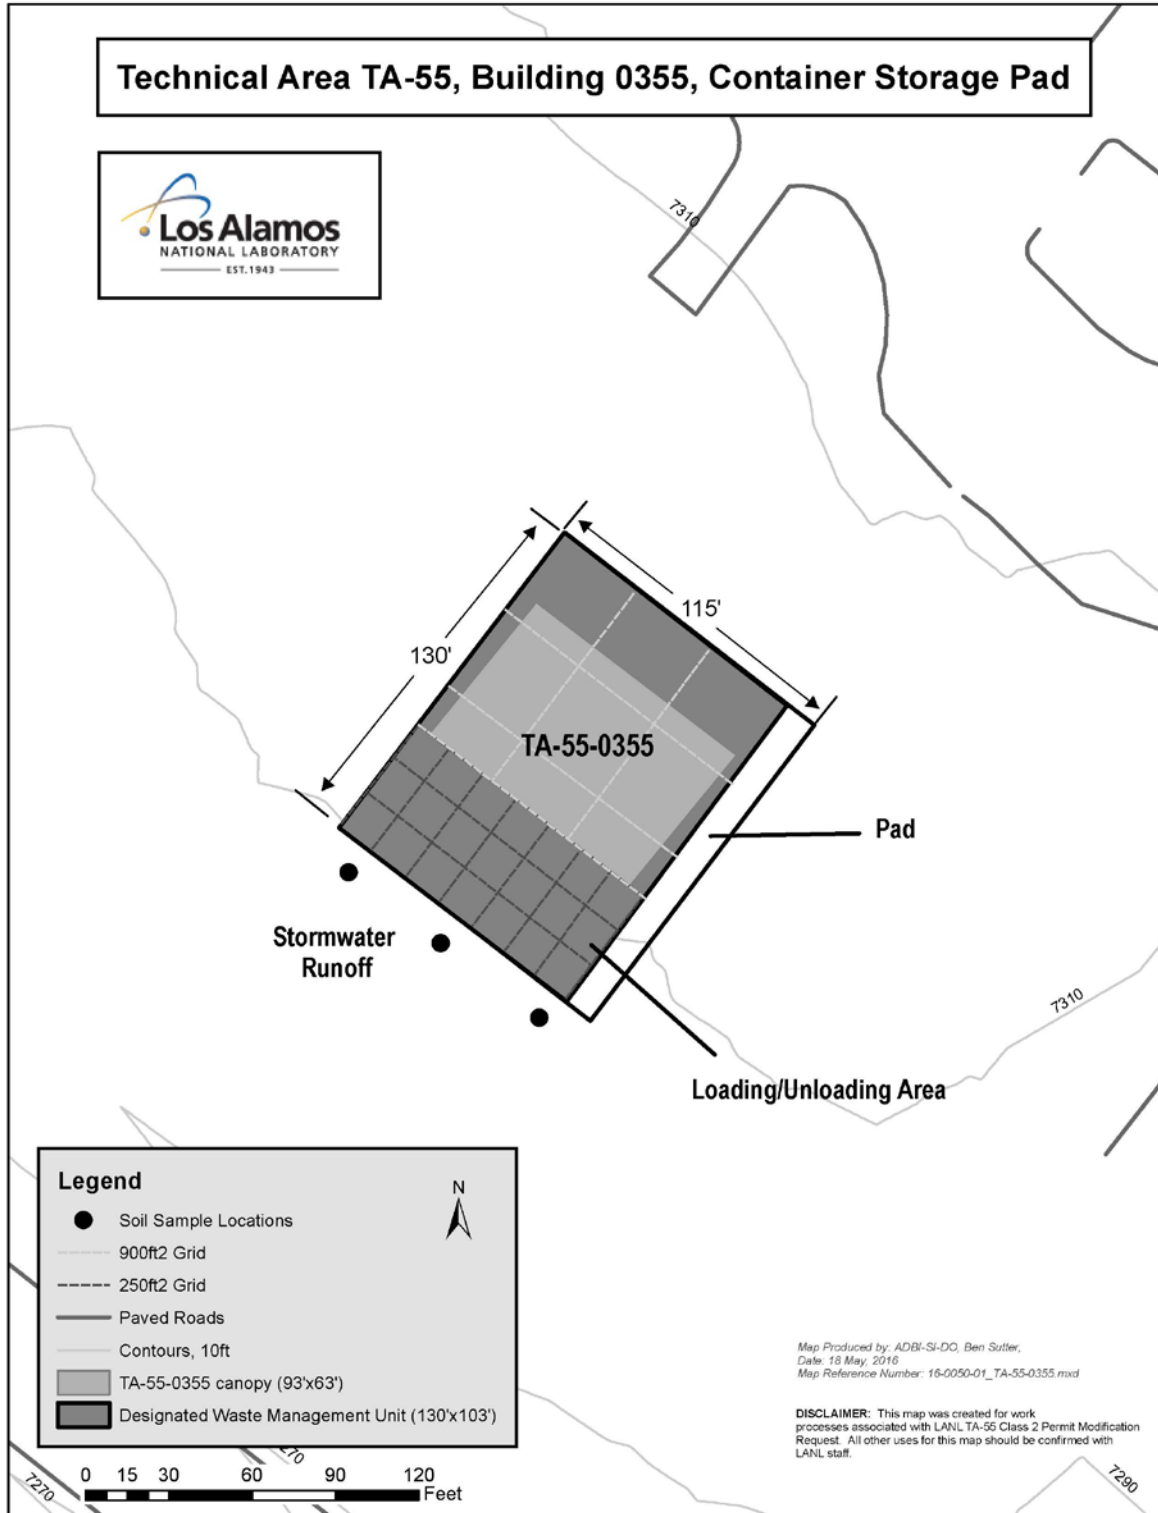 Technical Area TA-55, Building 0355, Container Storage Pad
Los Alamos
NATIONAL LABORATORY
EST.1943
7310
115'
130'
TA-55-0355
Pad
Stormwater
Runoff
7310
Loading/Unloading Area
Legend
N
Soil Sample Locations
900ft2 Grid
250ft2 Grid
Paved Roads
Contours, 10ft
TA-55-0355 canopy (93'x63')
Designated Waste Management Unit (130'x103')
Map Produced by: ADBI-SI-DO, Ben Sutter,
Date: 18 May, 2016
Map Reference Number: 16-0050-01_TA-55-0355.mxd
DISCLAIMER: This map was created for work
processes associated with LANL TA-55 Class 2 Permit Modification
Request. All other uses for this map should be confirmed with
LANL staff.
7270
7270
0 15 30 60 90 120
Feet
7290